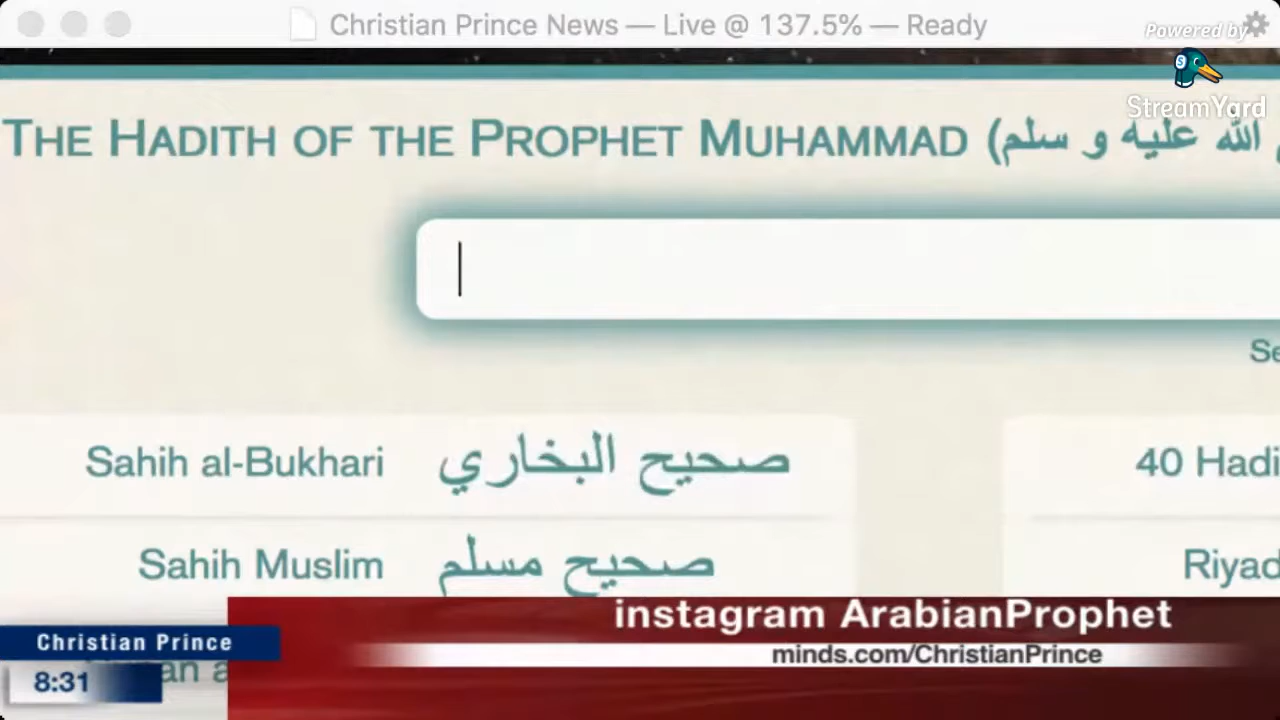 Christian Prince News — Live @ 137.5% — Ready
Powered by
StreamYard
THE HADITH OF THE PROPHET MUHAMMAD (الله عليه و سلم
Sahih al-Bukhari صحيح البخاري
40 Hadi
Sahih Muslim صحيح مسلم
Riyad
instagram ArabianProphet
Christian Prince
minds.com/ChristianPrince
8:31